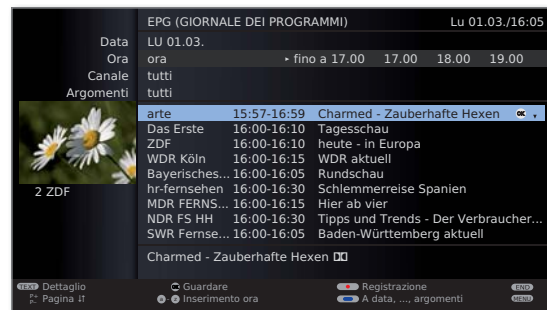 EPG (GIORNALE DEI PROGRAMMI) Lu 01.03./16:05
Data LU 01.03.
Ora ora ▸ fino a 17.00 17.00 18.00 19.00
Canale tutti
Argomenti tutti
arte 15:57-16:59 Charmed - Zauberhafte Hexen OK
Das Erste 16:00-16:10 Tagesschau
ZDF 16:00-16:10 heute - in Europa
WDR Köln 16:00-16:15 WDR aktuell
Bayerisches... 16:00-16:05 Rundschau
hr-fernsehen 16:00-16:30 Schlemmerreise Spanien
MDR FERNS... 16:00-16:15 Hier ab vier
NDR FS HH 16:00-16:30 Tipps und Trends - Der Verbraucher...
SWR Fernse... 16:00-16:05 Baden-Württemberg aktuell
2 ZDF
Charmed - Zauberhafte Hexen
TEXT Dettaglio OK Guardare Registrazione END
P+ P- Pagina Inserimento ora A data, ..., argomenti MENU